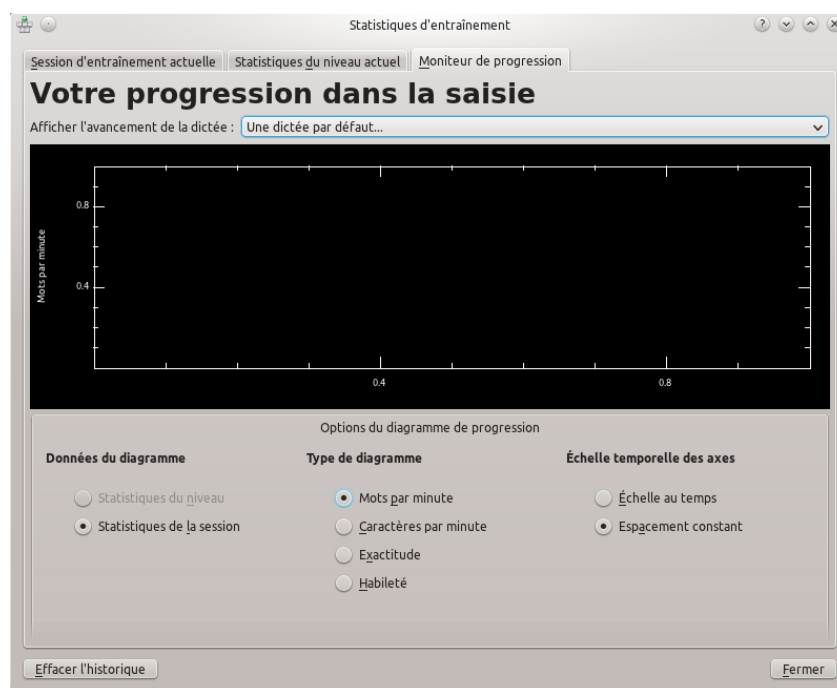 Statistiques d'entraînement
Session d'entraînement actuelle Statistiques du niveau actuel Moniteur de progression
Votre progression dans la saisie
Afficher l'avancement de la dictée : Une dictée par défaut...
0.8
Mots par minute
0.4
0.4 0.8
Options du diagramme de progression
Données du diagramme Type de diagramme Échelle temporelle des axes
Statistiques du niveau Mots par minute Échelle au temps
Statistiques de la session Caractères par minute Espacement constant
Exactitude
Habileté
Effacer l'historique Fermer